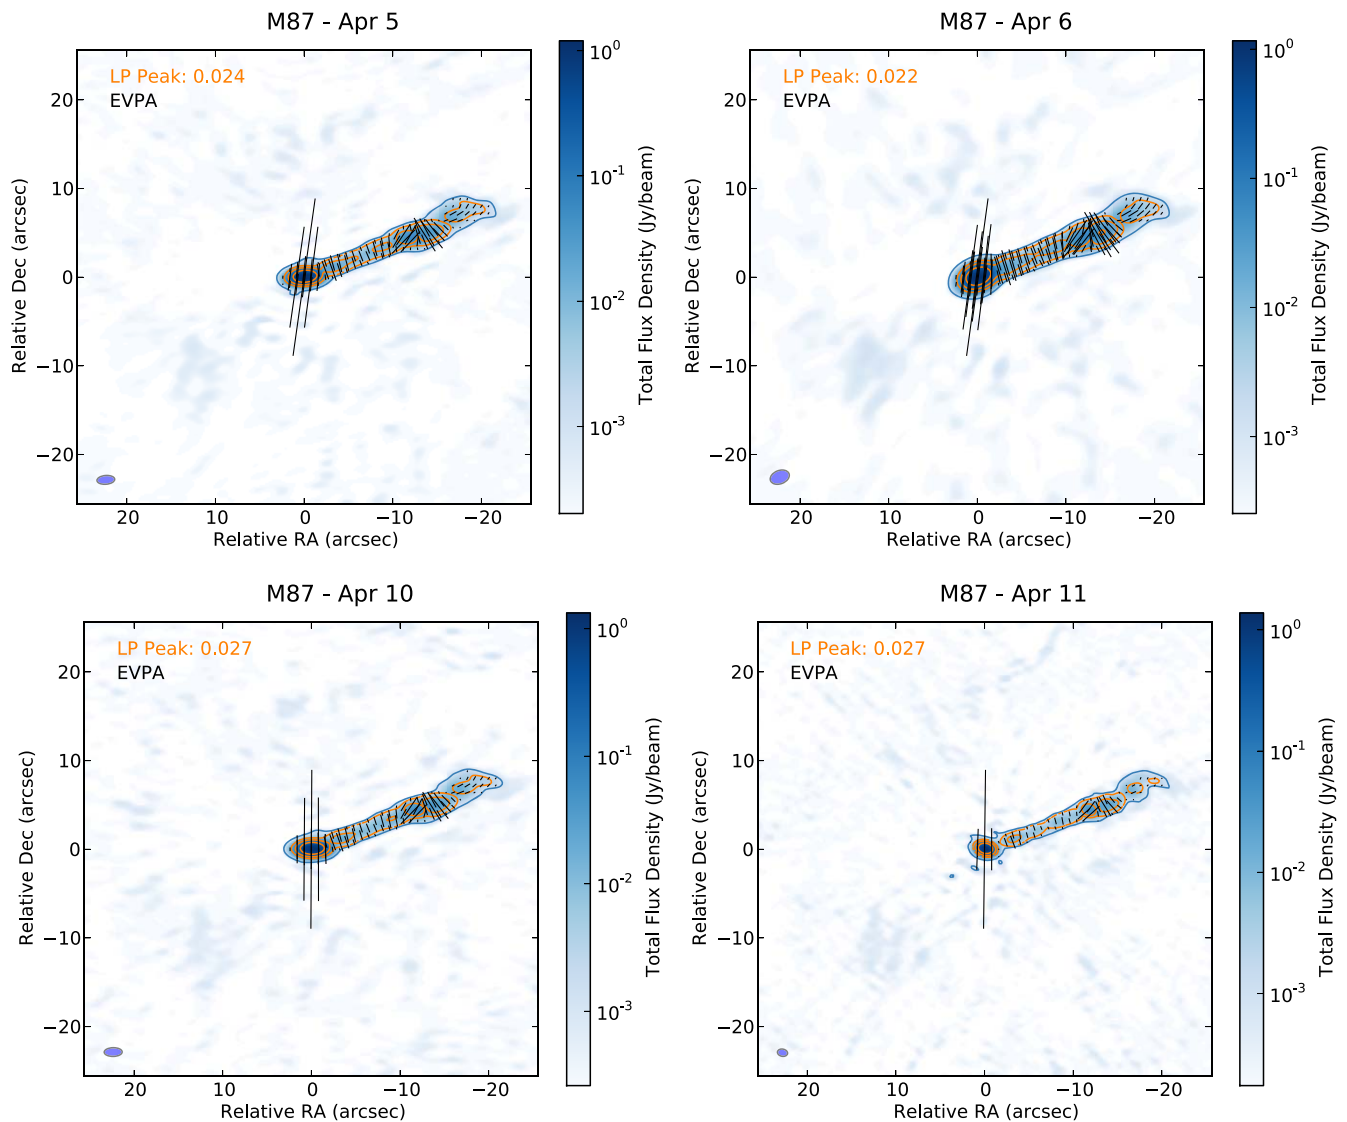 M87 - Apr 5
LP Peak: 0.024
EVPA
20
10
0
−10
−20
Relative Dec (arcsec)
20 10 0 −10 −20
Relative RA (arcsec)
10^0
10^-1
10^-2
10^-3
Total Flux Density (Jy/beam)
M87 - Apr 6
LP Peak: 0.022
EVPA
20
10
0
−10
−20
Relative Dec (arcsec)
20 10 0 −10 −20
Relative RA (arcsec)
10^0
10^-1
10^-2
10^-3
Total Flux Density (Jy/beam)
M87 - Apr 10
LP Peak: 0.027
EVPA
20
10
0
−10
−20
Relative Dec (arcsec)
20 10 0 −10 −20
Relative RA (arcsec)
10^0
10^-1
10^-2
10^-3
Total Flux Density (Jy/beam)
M87 - Apr 11
LP Peak: 0.027
EVPA
20
10
0
−10
−20
Relative Dec (arcsec)
20 10 0 −10 −20
Relative RA (arcsec)
10^0
10^-1
10^-2
10^-3
Total Flux Density (Jy/beam)